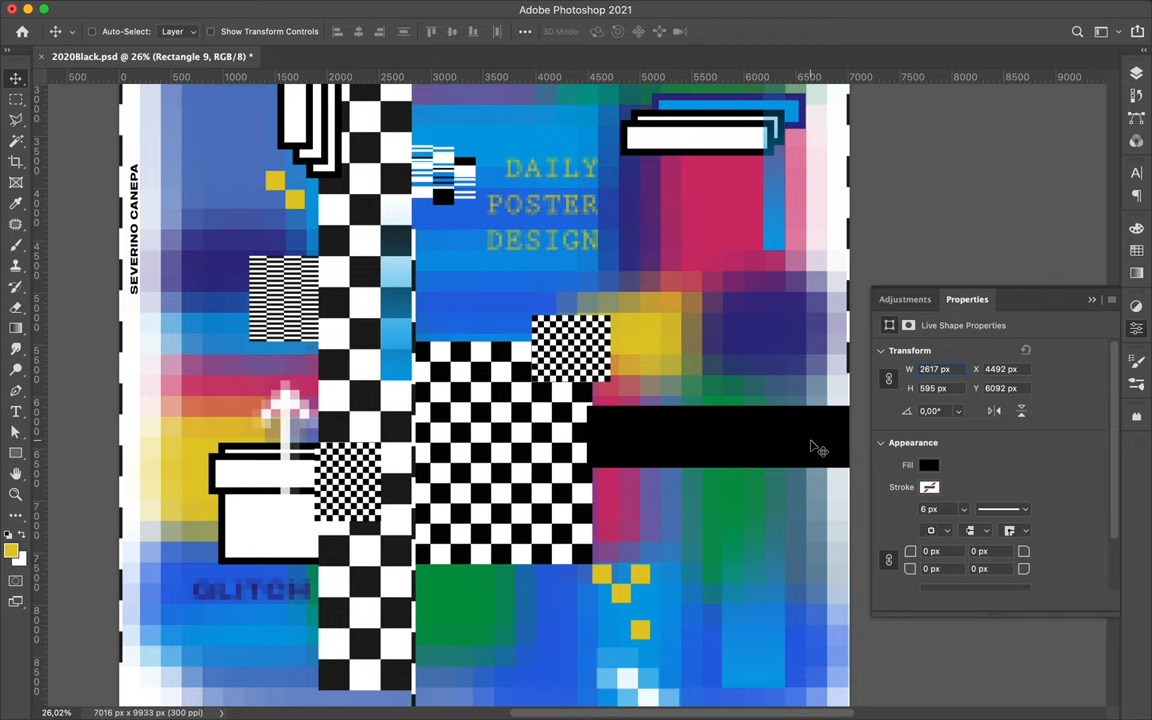 Adobe Photoshop 2021
Auto-Select: Layer Show Transform Controls 3D Mode:
2020Black.psd @ 26% (Rectangle 9, RGB/8) *
500 0 500 1000 1500 2000 2500 3000 3500 4000 4500 5000 5500 6000 6500 7000 7500 8000 8500 9000
SEVERINO CANEPA
DAILY
POSTER
DESIGN
GLITCH
Adjustments Properties
Live Shape Properties
Transform
W 2617 px X 4492 px
H 595 px Y 6092 px
0,00°
Appearance
Fill
Stroke
6 px
0 px 0 px
0 px 0 px
26,02% 7016 px x 9933 px (300 ppi)